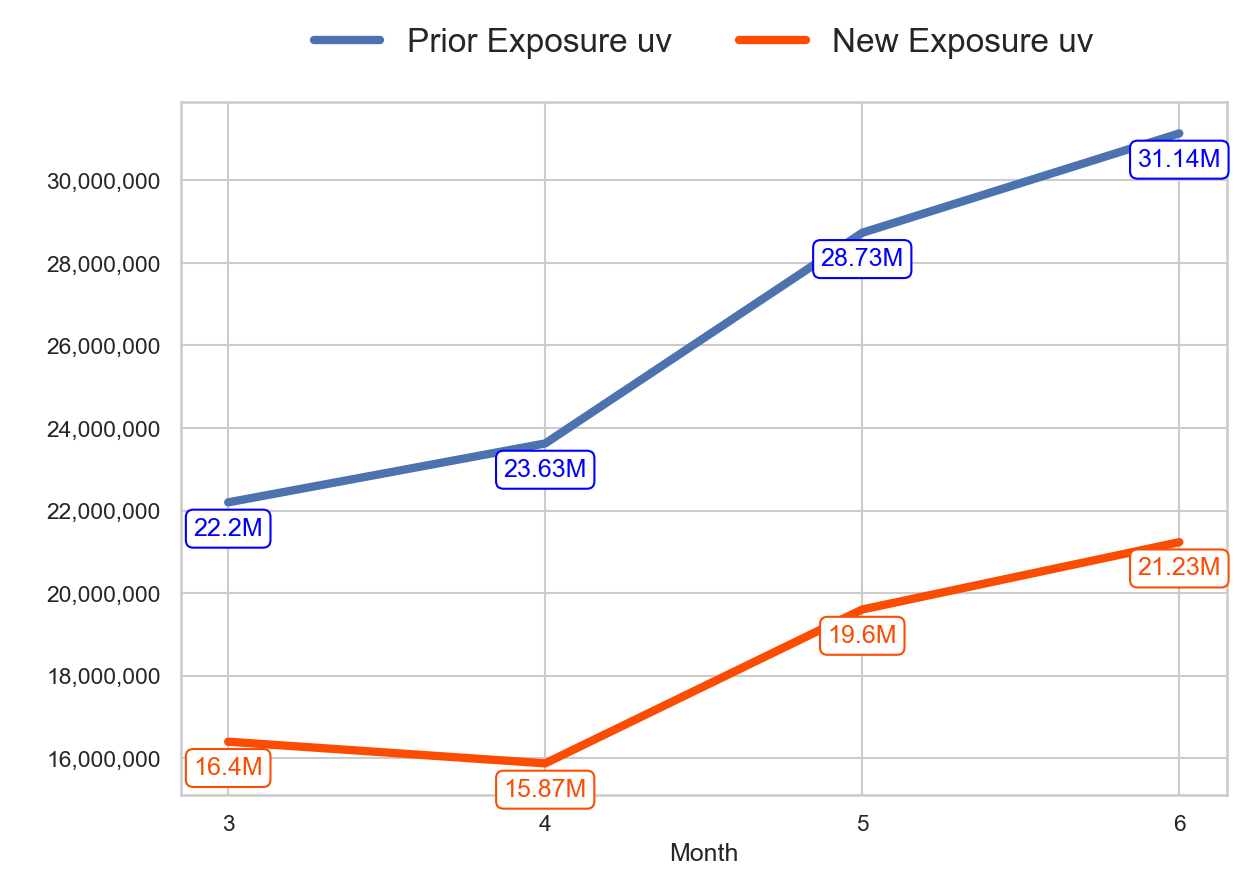 Prior Exposure uv New Exposure uv
31.14M
30,000,000
28.73M
28,000,000
26,000,000
24,000,000
23.63M
22.2M
22,000,000
21.23M
20,000,000
19.6M
18,000,000
16.4M
16,000,000
15.87M
3 4 5 6
Month